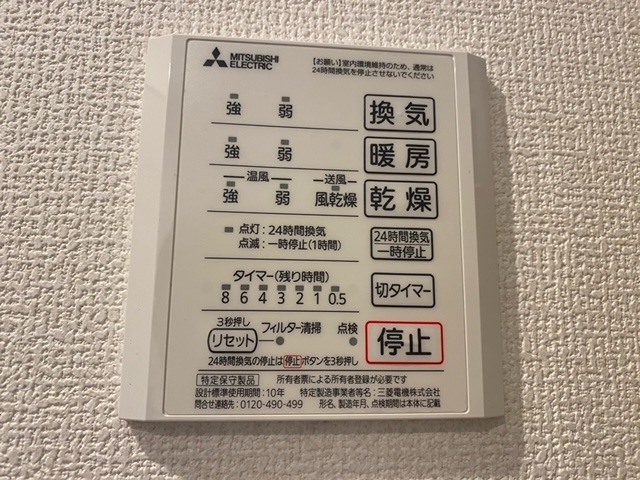 MITSUBISHI
ELECTRIC
【お願い】室内環境維持のため、通常は
24時間換気を停止させないでください
強 弱 換気
強 弱 暖房
温風 送風
強 弱 風乾燥 乾燥
点灯:24時間換気
点滅:一時停止(1時間)
24時間換気
一時停止
タイマー(残り時間)
8 6 4 3 2 1 0.5
切タイマー
3秒押し
リセット フィルター清掃 点検
停止
24時間換気の停止は停止ボタンを3秒押し
特定保守製品 所有者票による所有者登録が必要です
設計標準使用期間:10年 特定製造事業者等名:三菱電機株式会社
問合せ連絡先:0120-490-499 形名、製造年月、点検期間は本体に記載